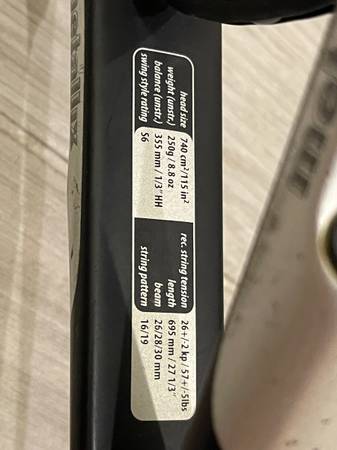 head size 740 cm²/115 in²
weight (unstr.) 250g / 8.8 oz
balance (unstr.) 355 mm / 1/3" HH
swing style rating S6
rec. string tension 26+/-2 kp / 57+/-5lbs
length 695 mm / 27 1/3"
beam 26/28/30 mm
string pattern 16/19